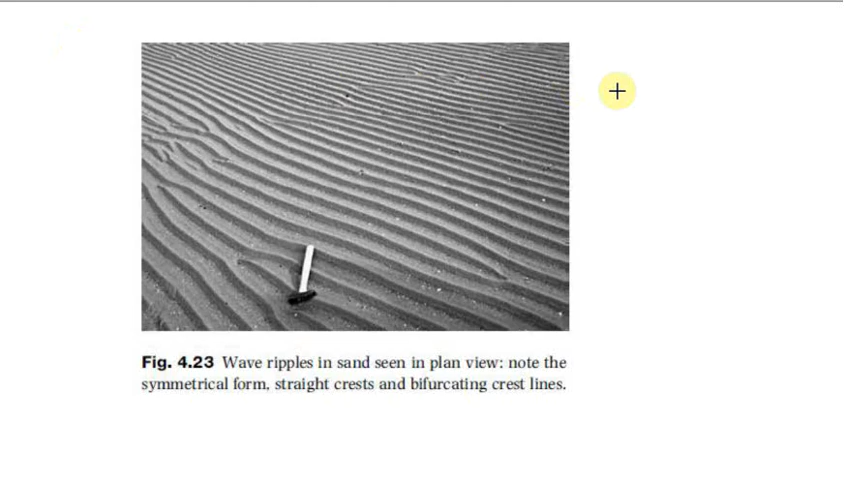 Fig. 4.23 Wave ripples in sand seen in plan view: note the
symmetrical form, straight crests and bifurcating crest lines.